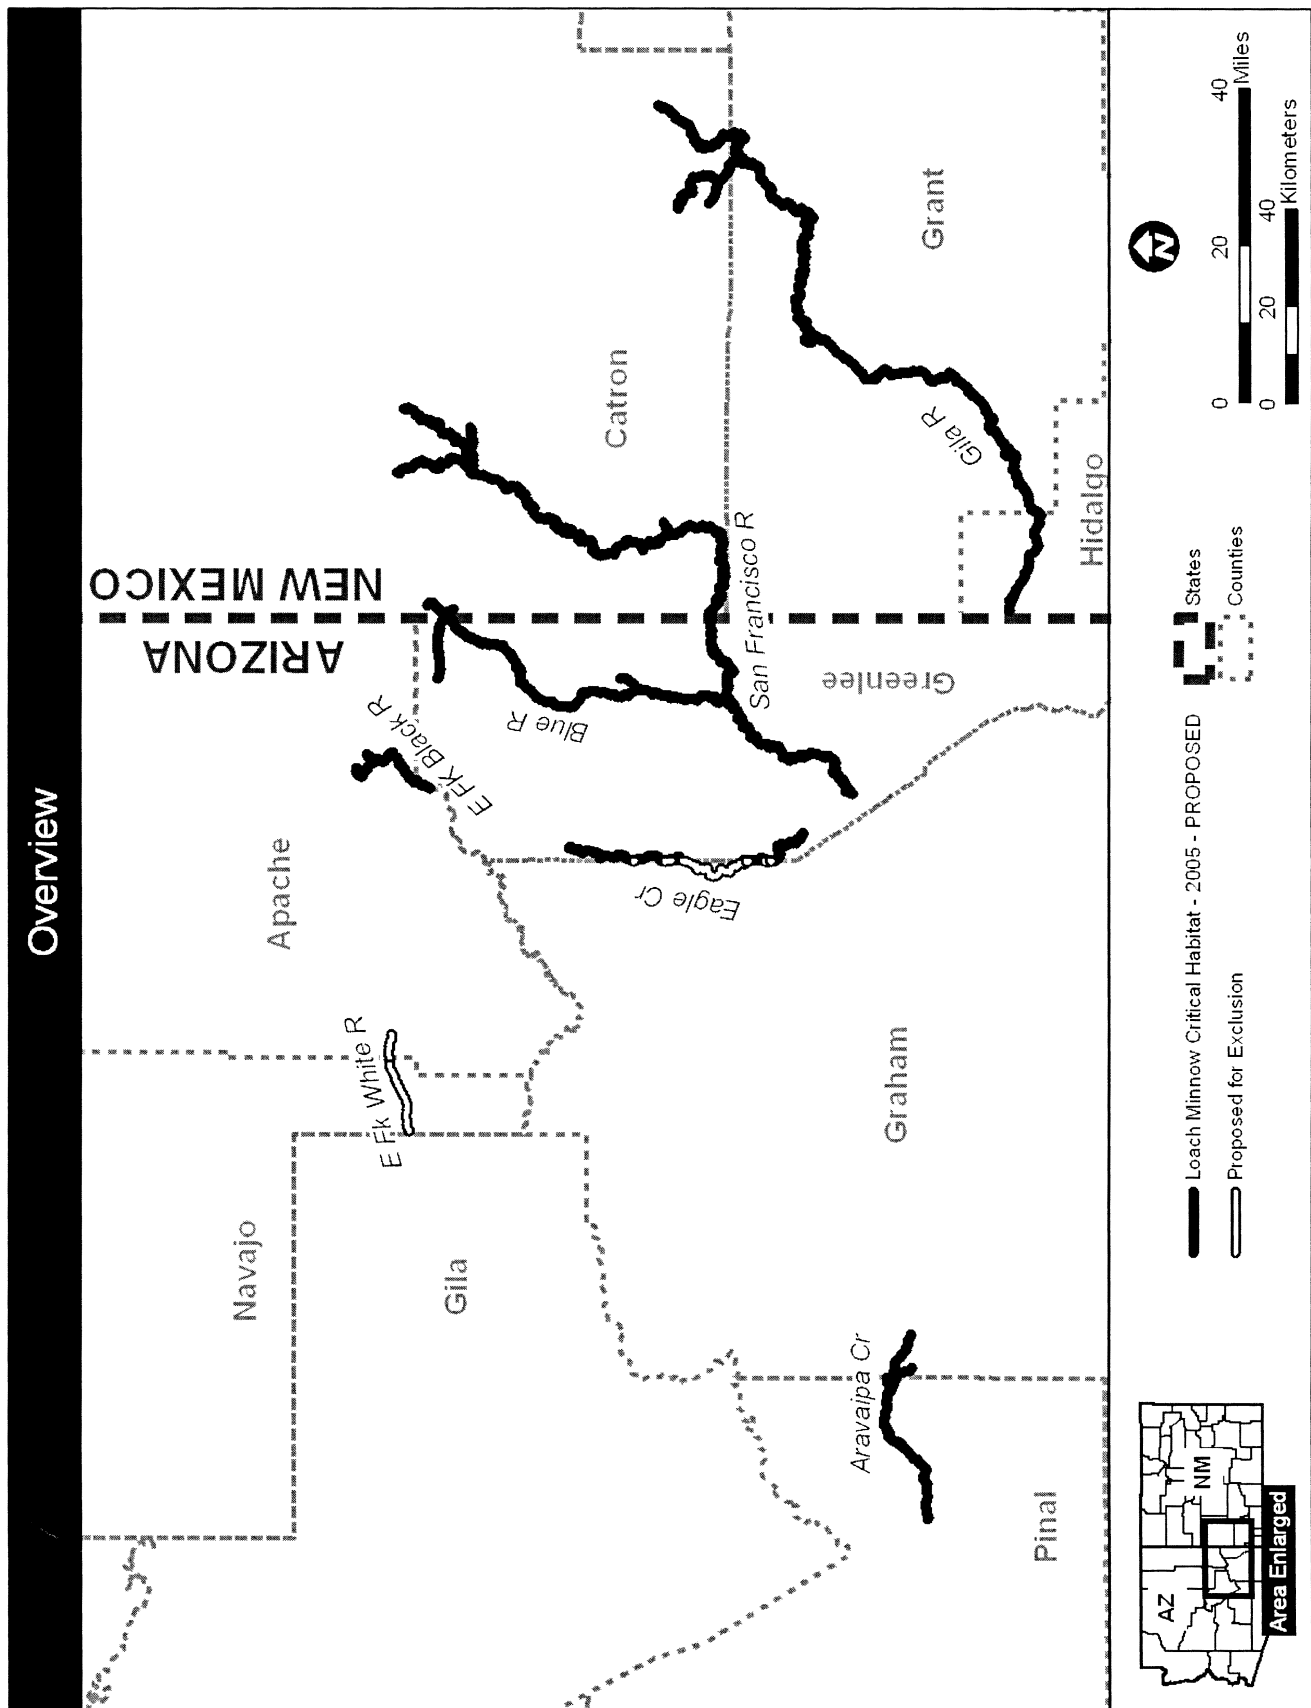 Overview
Navajo
Apache
ARIZONA
NEW MEXICO
E Fk White R
E Fk Black R
Gila
Blue R
Catron
Eagle Cr
San Francisco R
Aravaipa Cr
Graham
Greenlee
Gila R
Grant
Pinal
Hidalgo
AZ
NM
Area Enlarged
Loach Minnow Critical Habitat - 2005 - PROPOSED
Proposed for Exclusion
States
Counties
N
0 20 40
Miles
0 20 40
Kilometers